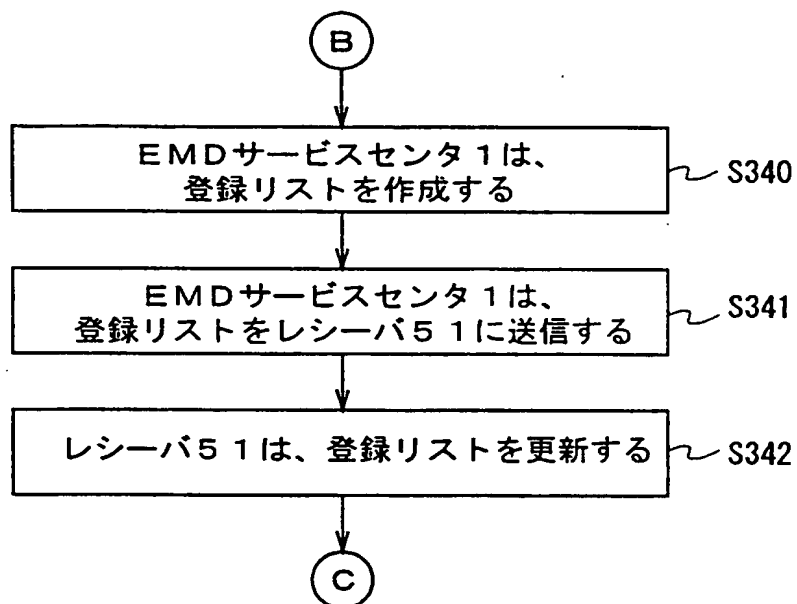 B
EMDサービスセンタ1は、
登録リストを作成する
S340
EMDサービスセンタ1は、
登録リストをレシーバ51に送信する
S341
レシーバ51は、登録リストを更新する
S342
C